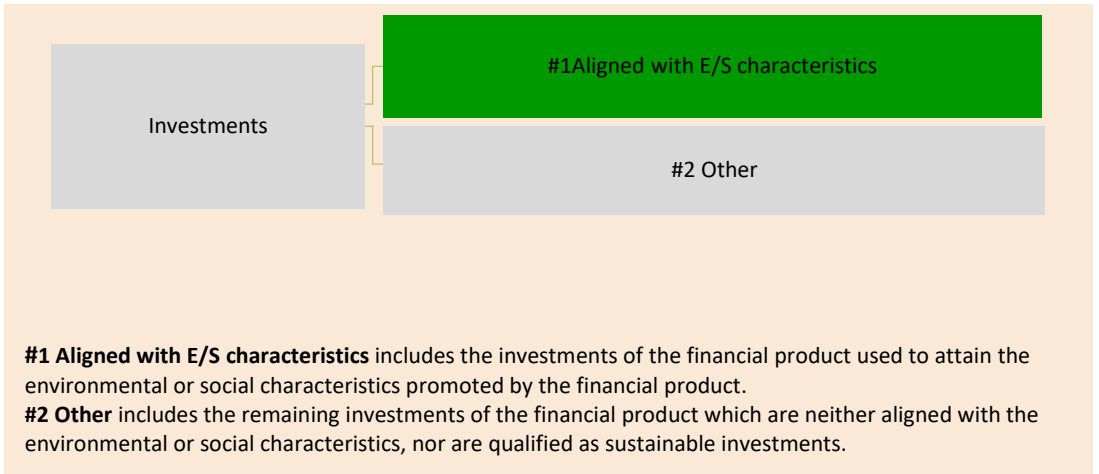 #1Aligned with E/S characteristics
Investments
#2 Other
#1 Aligned with E/S characteristics includes the investments of the financial product used to attain the
environmental or social characteristics promoted by the financial product.
#2 Other includes the remaining investments of the financial product which are neither aligned with the
environmental or social characteristics, nor are qualified as sustainable investments.